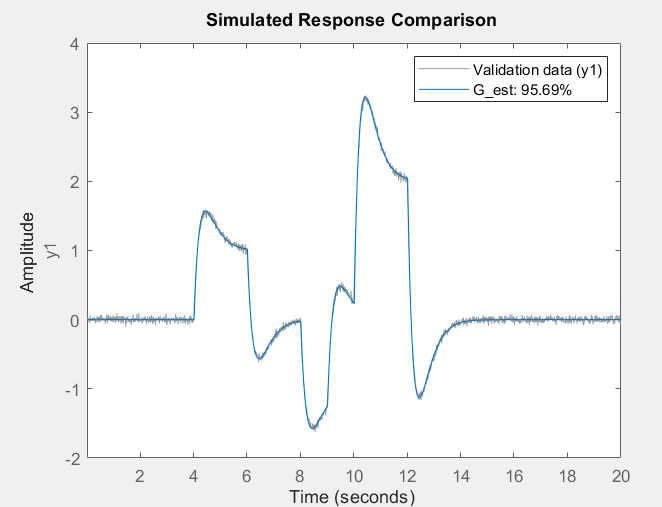 Simulated Response Comparison
Validation data (y1)
G_est: 95.69%
Amplitude
y1
4
3
2
1
0
-1
-2
2
4
6
8
10
12
14
16
18
20
Time (seconds)